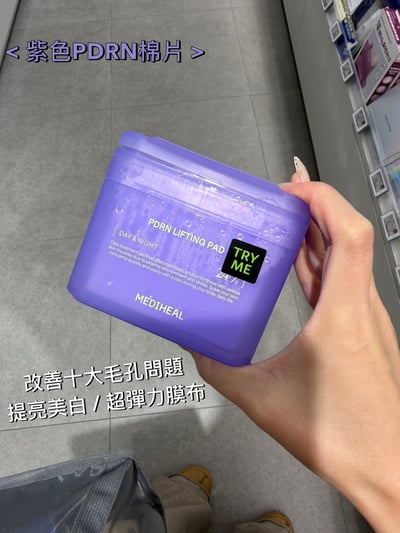 < 紫色PDRN棉片 >
PDRN LIFTING PAD
[ DAY&NIGHT
TRY
ME
MEDIHEAL
改善十大毛孔問題
提亮美白 / 超彈力膜布